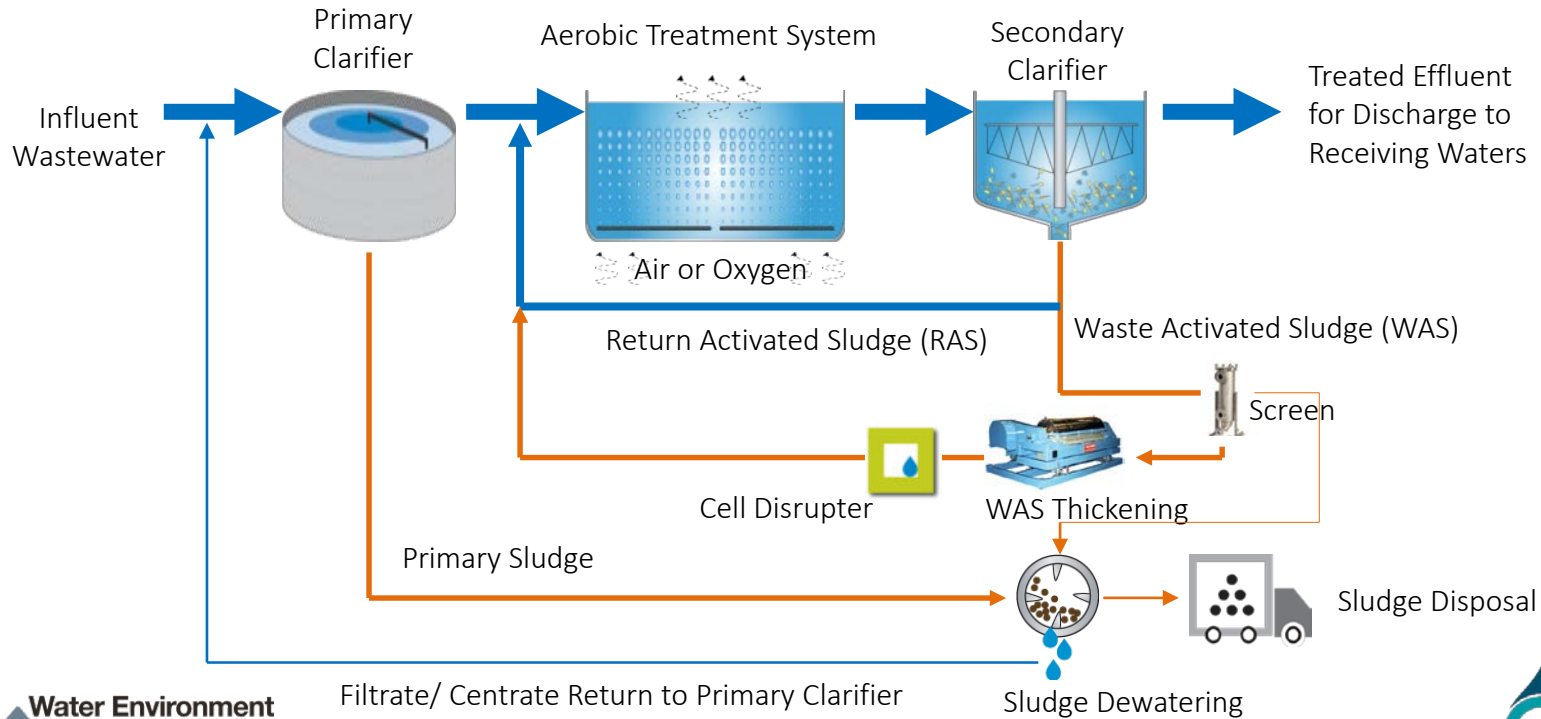 Primary
Clarifier
Aerobic Treatment System
Secondary
Clarifier
Influent
Wastewater
Treated Effluent
for Discharge to
Receiving Waters
Air or Oxygen
Return Activated Sludge (RAS)
Waste Activated Sludge (WAS)
Screen
Cell Disrupter
WAS Thickening
Primary Sludge
Sludge Disposal
Filtrate/ Centrate Return to Primary Clarifier
Sludge Dewatering
Water Environment